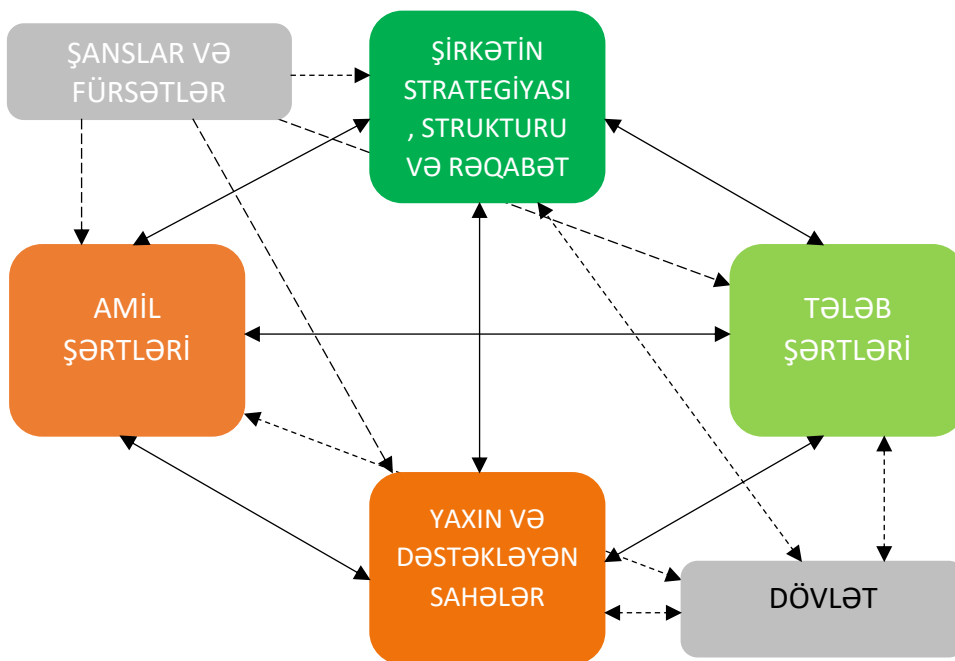 ŞANSLAR VƏ
FÜRSƏTLƏR
ŞİRKƏTİN
STRATEGİYASI
, STRUKTURU
VƏ RƏQABƏT
AMİL
ŞƏRTLƏRİ
TƏLƏB
ŞƏRTLƏRİ
YAXIN VƏ
DƏSTƏKLƏYƏN
SAHƏLƏR
DÖVLƏT